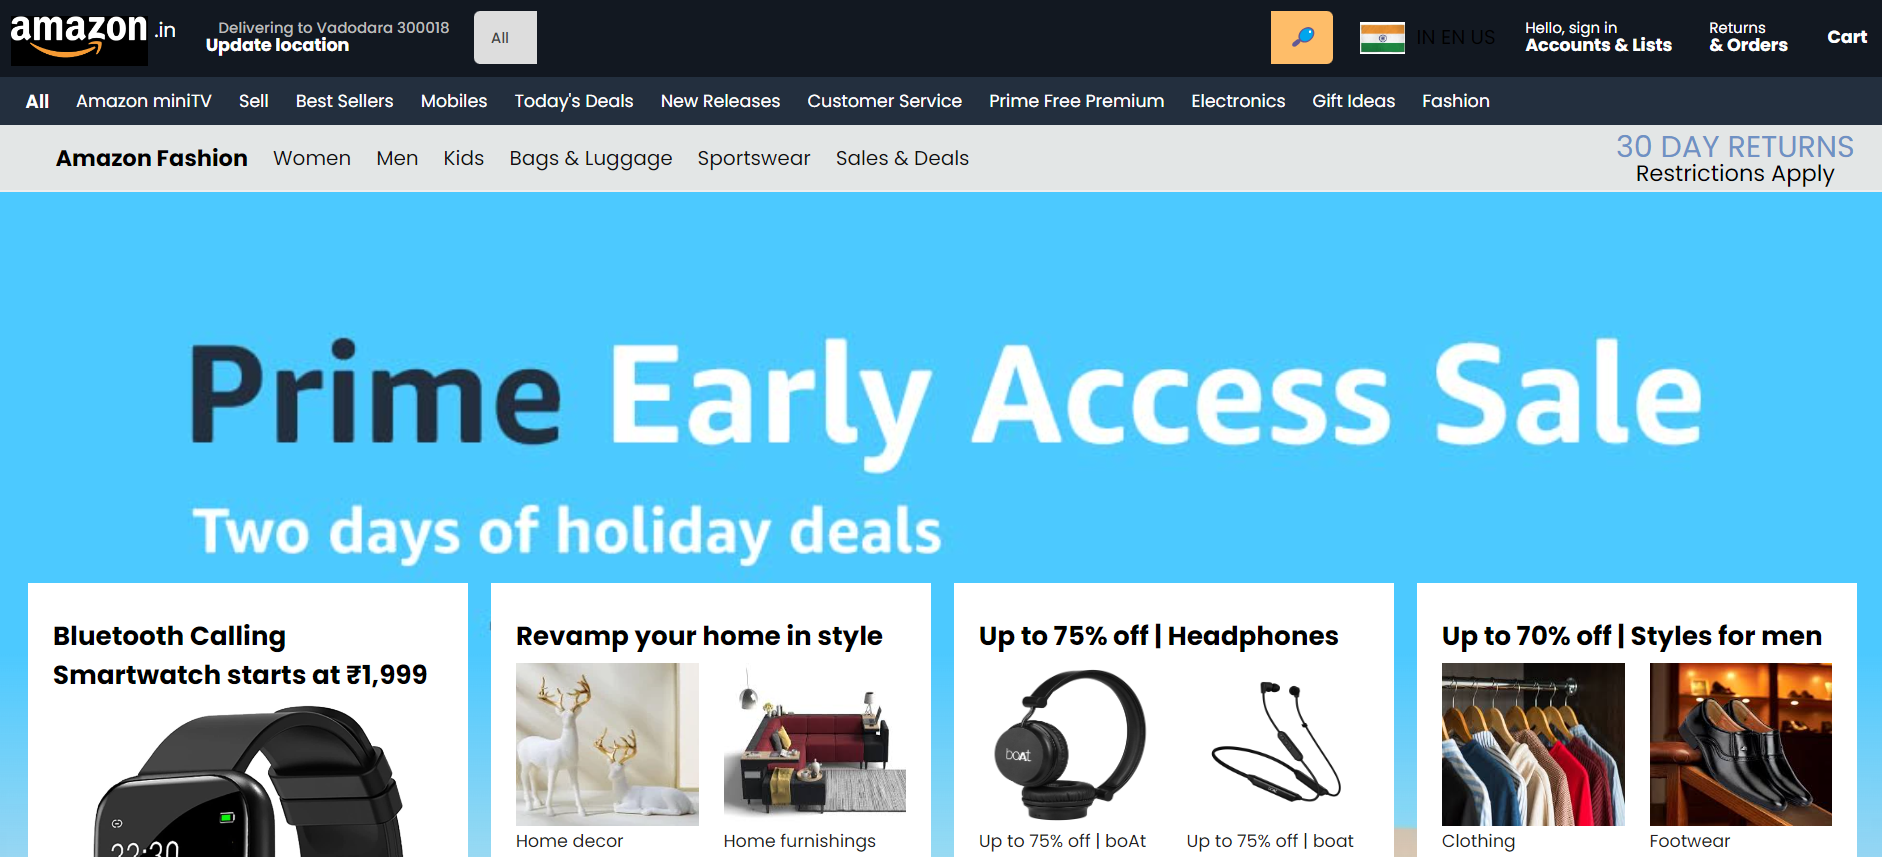 amazon .in
Delivering to Vadodara 300018
Update location
All
IN EN US
Hello, sign in
Accounts & Lists
Returns
& Orders
Cart
All Amazon miniTV Sell Best Sellers Mobiles Today's Deals New Releases Customer Service Prime Free Premium Electronics Gift Ideas Fashion
Amazon Fashion Women Men Kids Bags & Luggage Sportswear Sales & Deals
30 DAY RETURNS
Restrictions Apply
Prime Early Access Sale
Two days of holiday deals
Bluetooth Calling
Smartwatch starts at ₹1,999
22:30
Revamp your home in style
Home decor
Home furnishings
Up to 75% off | Headphones
boAt
Up to 75% off | boAt
Up to 75% off | boat
Up to 70% off | Styles for men
Clothing
Footwear